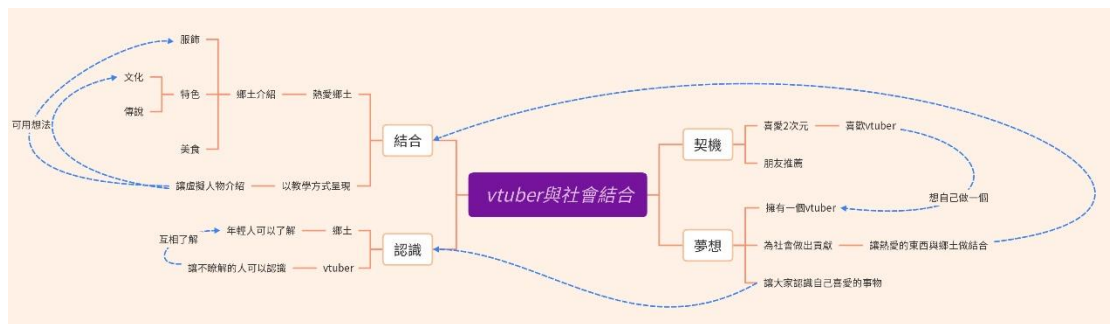 vtuber與社會結合
契機
喜愛2次元
喜歡vtuber
朋友推薦
想自己做一個
夢想
擁有一個vtuber
為社會做出貢獻
讓熱愛的東西與鄉土做結合
讓大家認識自己喜愛的事物
結合
熱愛鄉土
鄉土介紹
服飾
特色
文化
傳說
美食
以教學方式呈現
讓虛擬人物介紹
可用想法
認識
鄉土
年輕人可以了解
vtuber
讓不瞭解的人可以認識
互相了解